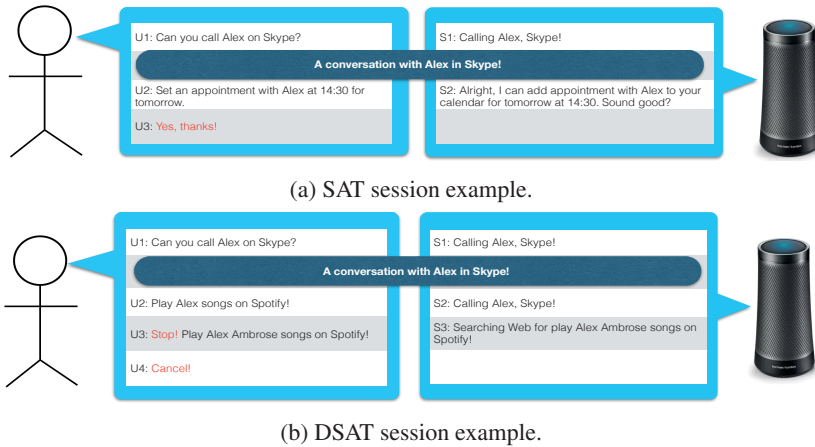 U1: Can you call Alex on Skype?
S1: Calling Alex, Skype!
A conversation with Alex in Skype!
U2: Set an appointment with Alex at 14:30 for
tomorrow.
S2: Alright, I can add appointment with Alex to your
calendar for tomorrow at 14:30. Sound good?
U3: Yes, thanks!
(a) SAT session example.
U1: Can you call Alex on Skype?
S1: Calling Alex, Skype!
A conversation with Alex in Skype!
U2: Play Alex songs on Spotify!
S2: Calling Alex, Skype!
U3: Stop! Play Alex Ambrose songs on Spotify!
S3: Searching Web for play Alex Ambrose songs on
Spotify!
U4: Cancel!
(b) DSAT session example.